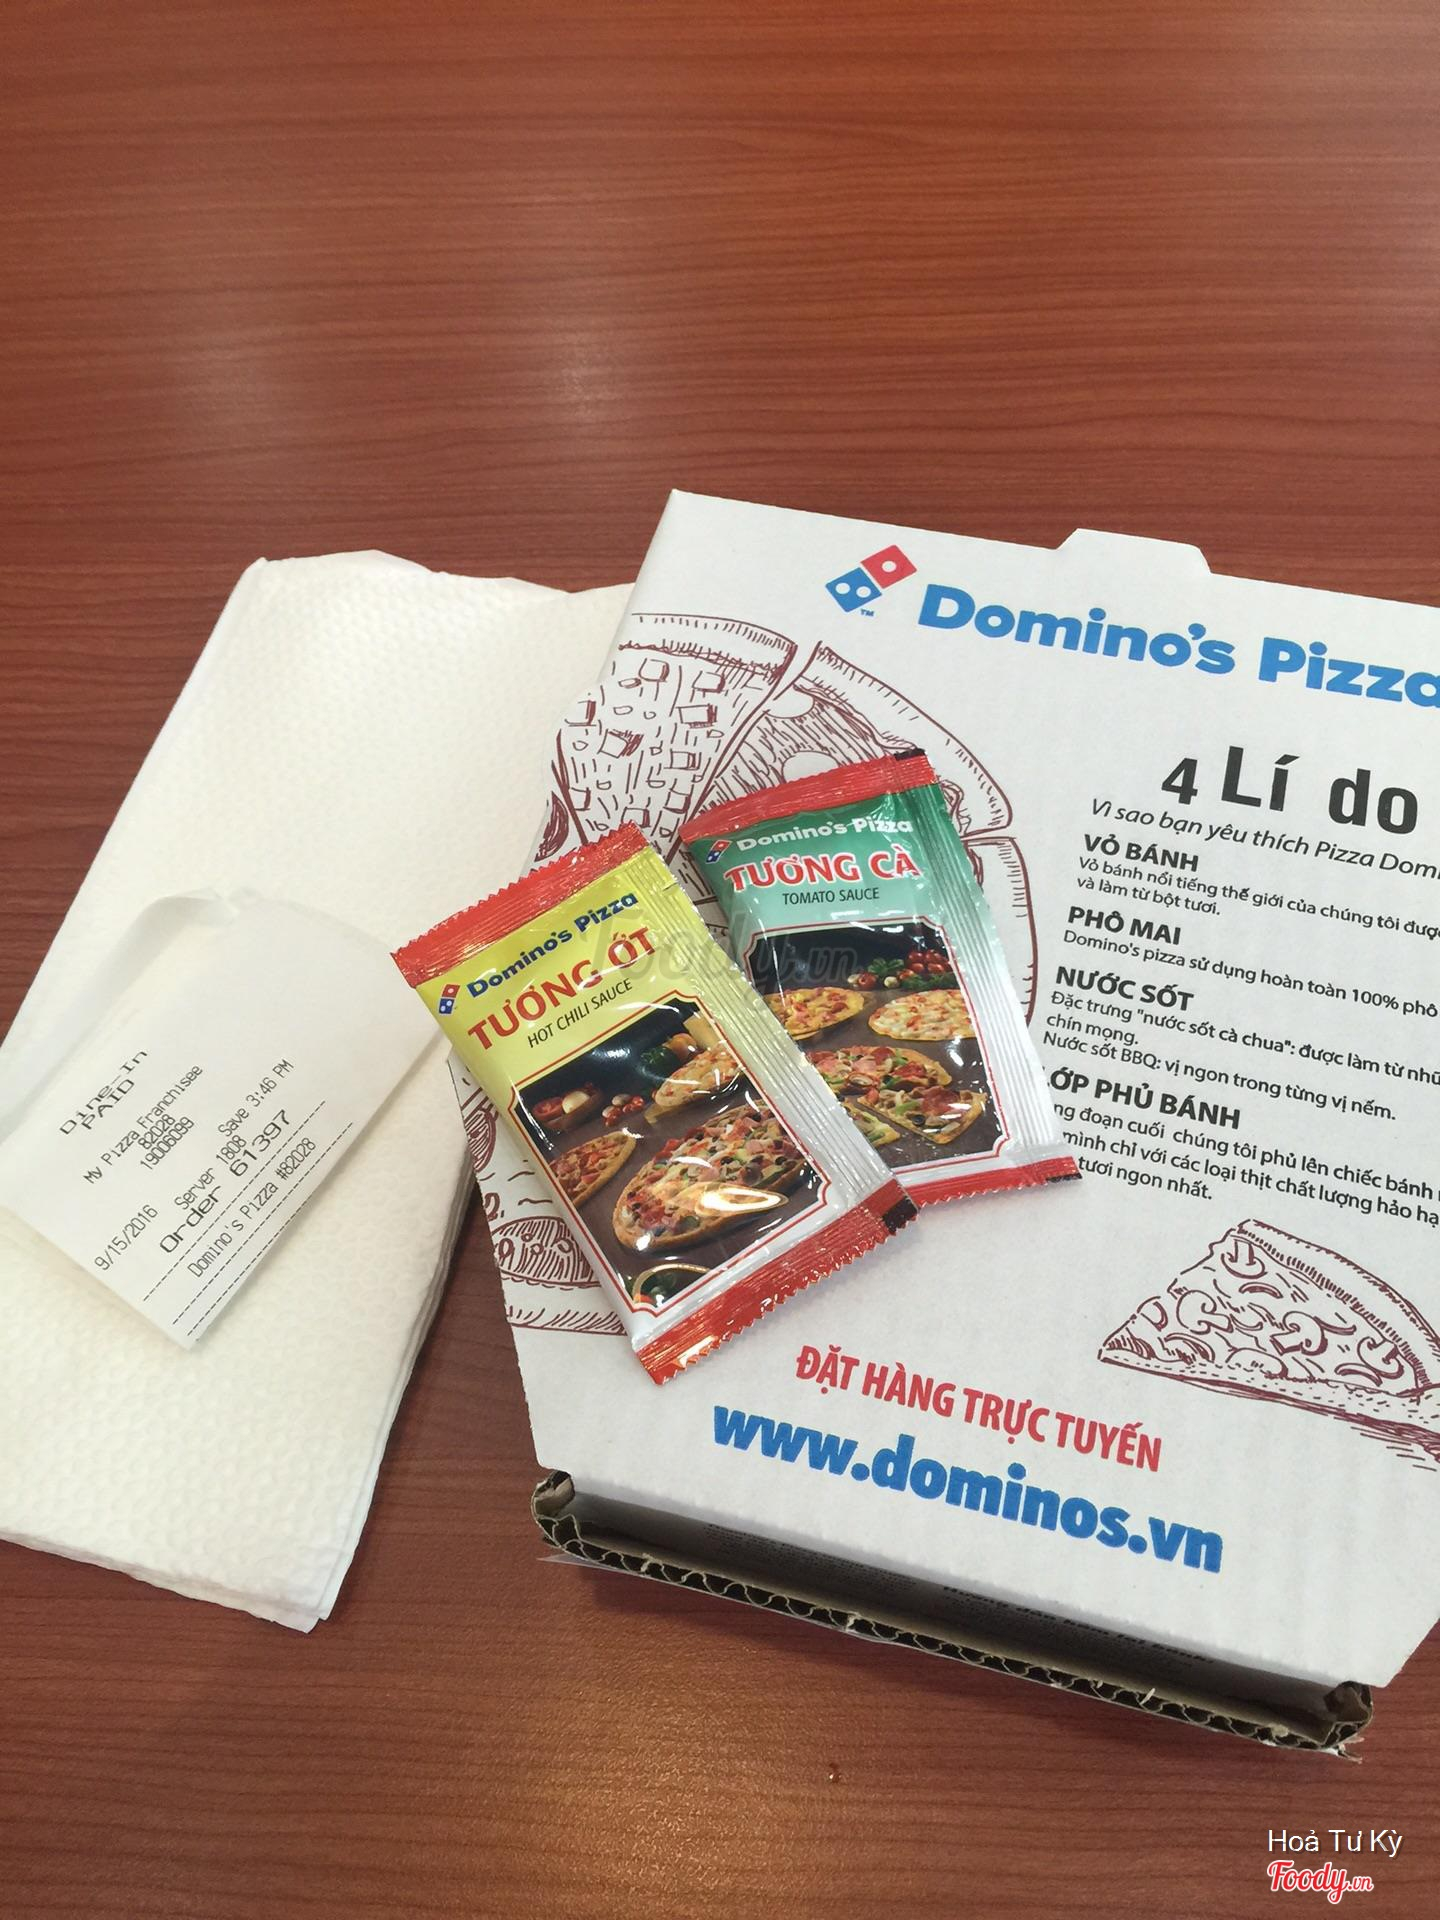 Domino's Pizza
4 Lí do
Vì sao bạn yêu thích Pizza
VỎ BÁNH
Vỏ bánh nổi tiếng thế giới của chúng tôi được
và làm từ bột tươi.
PHÔ MAI
Domino's pizza sử dụng hoàn toàn 100% phô
NƯỚC SỐT
Đặc trưng "nước sốt cà chua": được làm từ
chín mọng.
Nước sốt BBQ: vị ngon trong từng vị nếm.
PHỦ BÁNH
đoạn cuối chúng tôi phủ lên chiếc bánh
mình chỉ với các loại thịt chất lượng hảo
tươi ngon nhất.
ĐẶT HÀNG TRỰC TUYẾN
www.dominos.vn
Domino's Pizza
TƯƠNG CÀ
TOMATO SAUCE
Domino's Pizza
TƯƠNG ỚT
HOT CHILI SAUCE
Dine-In
PAID
My Pizza Franchisee
82028
19006099
9/15/2016 Server 1808 Save 3:46 PM
Order 61397
Domino's Pizza #82028
Hoả Tư Kỳ
Foody.vn